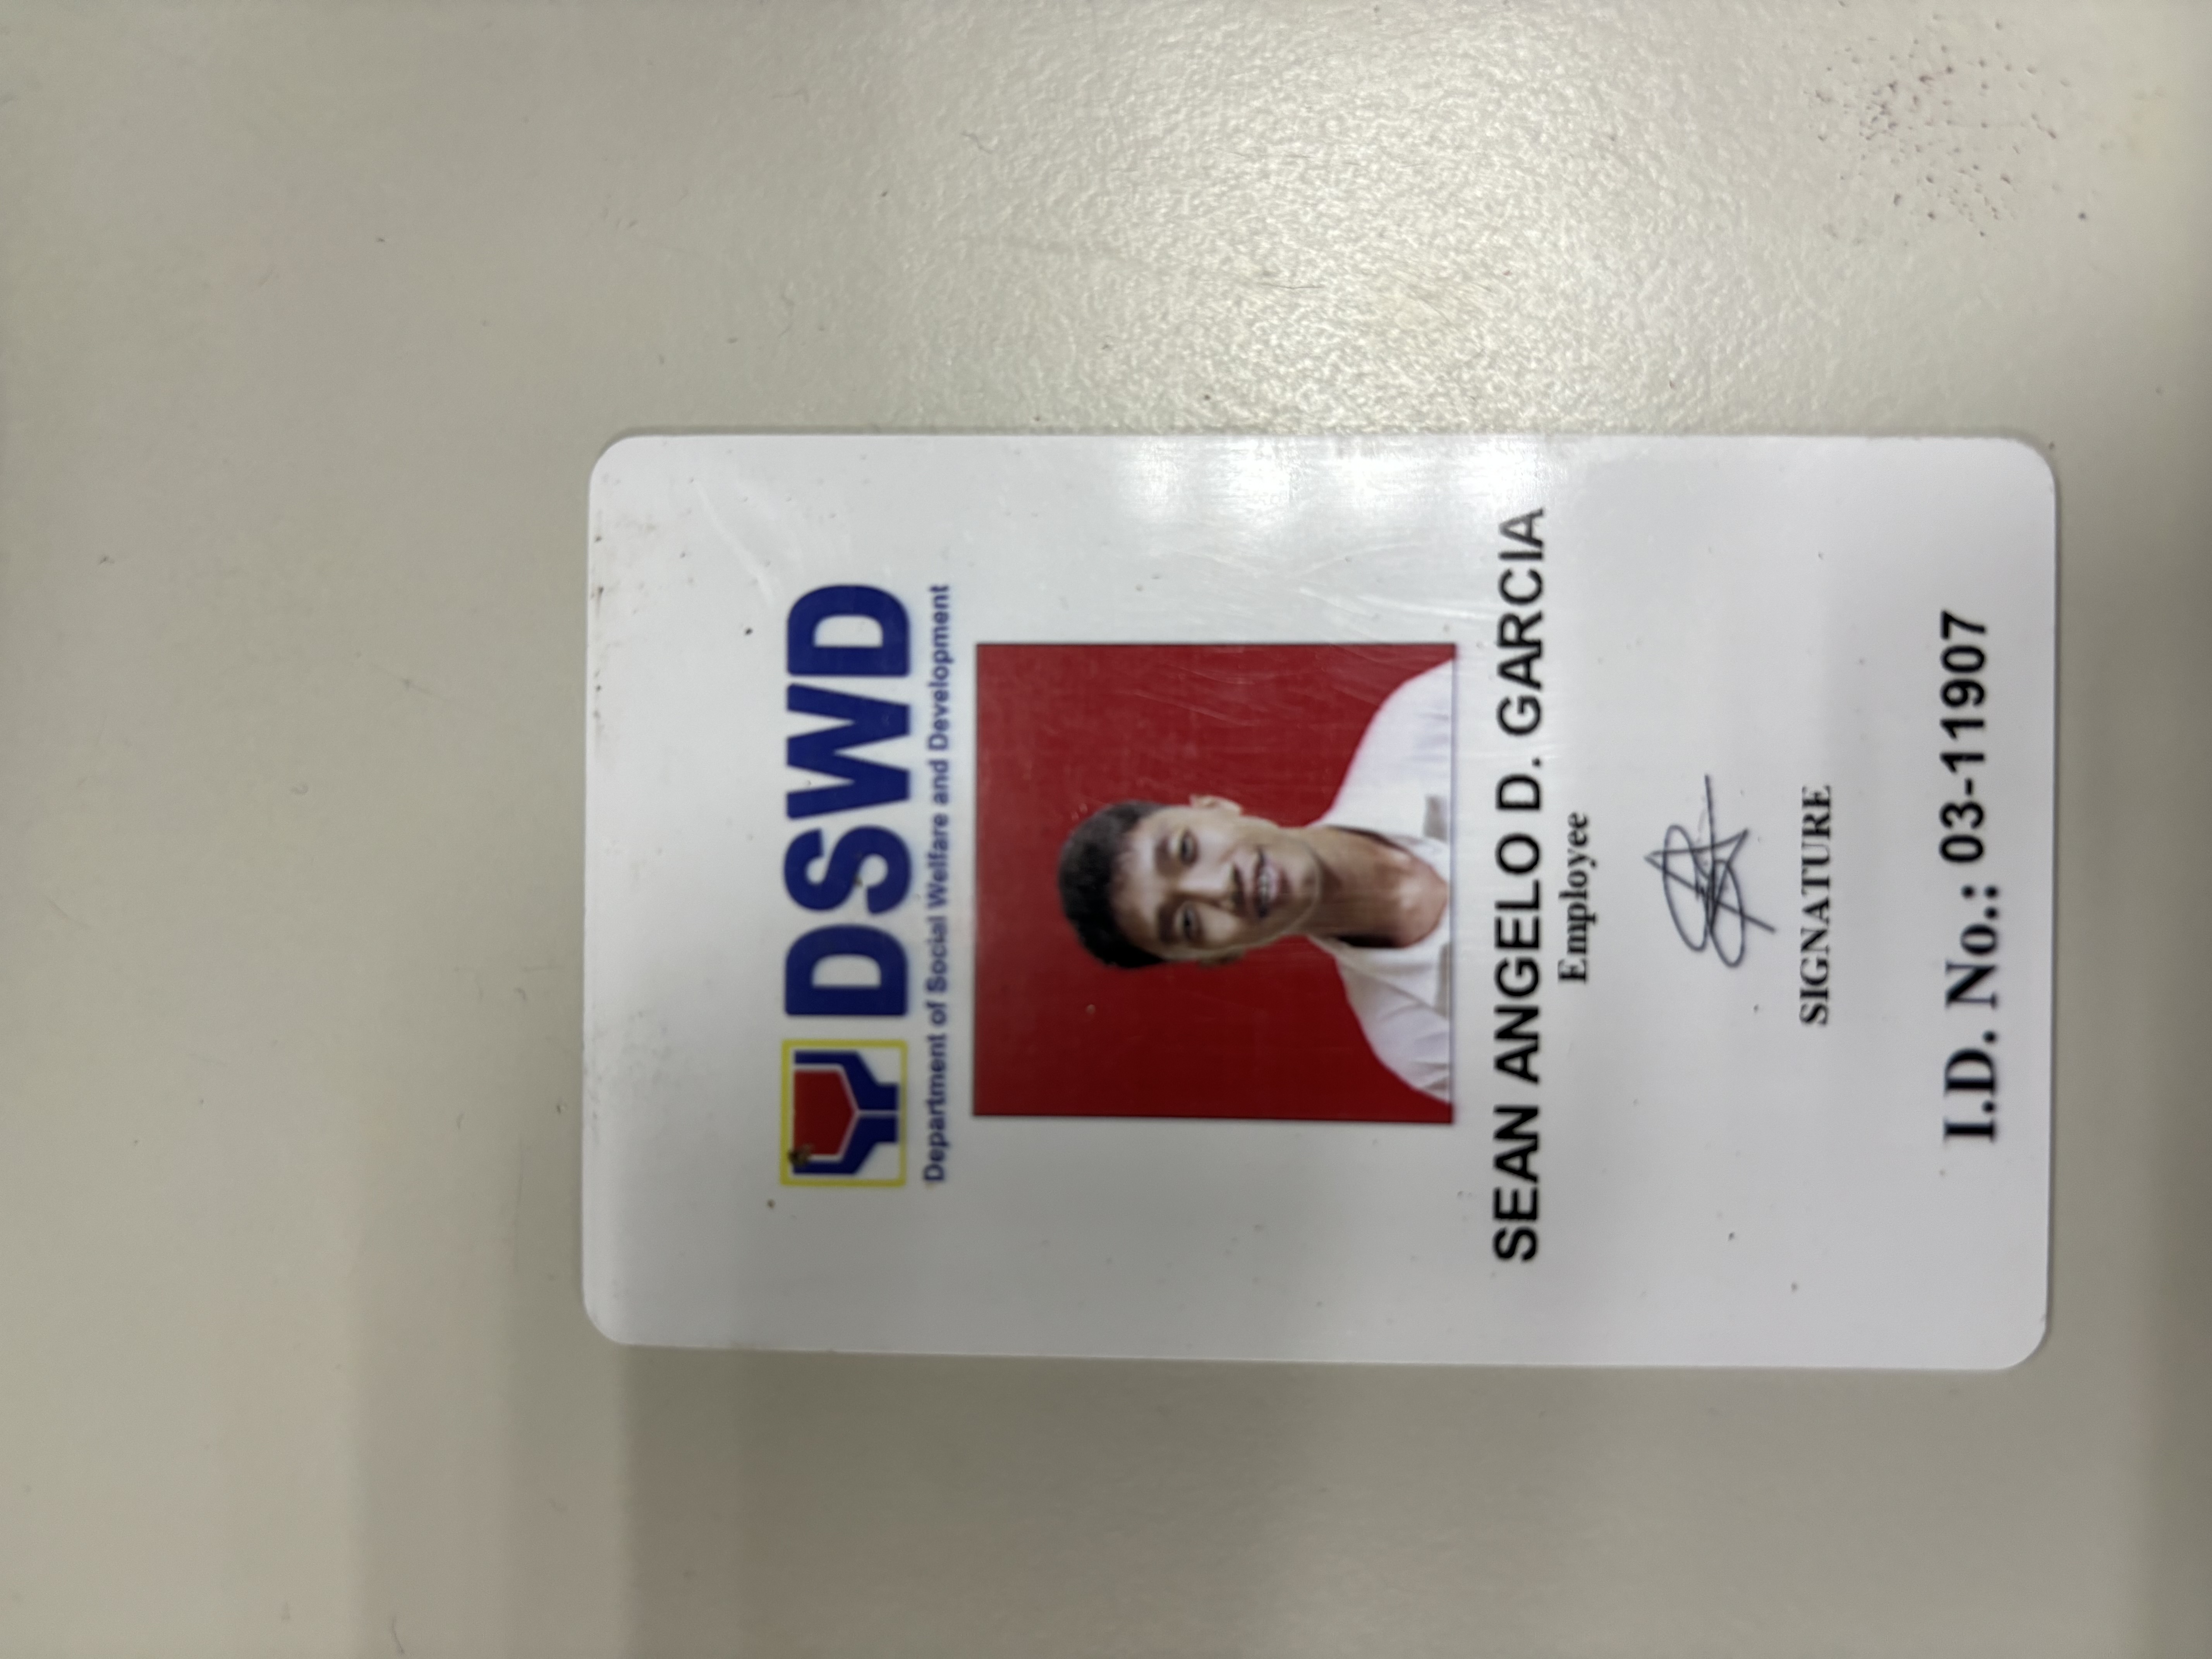 DSWD
Department of Social Welfare and Development
SEAN ANGELO D. GARCIA
Employee
SIGNATURE
I.D. No.: 03-11907